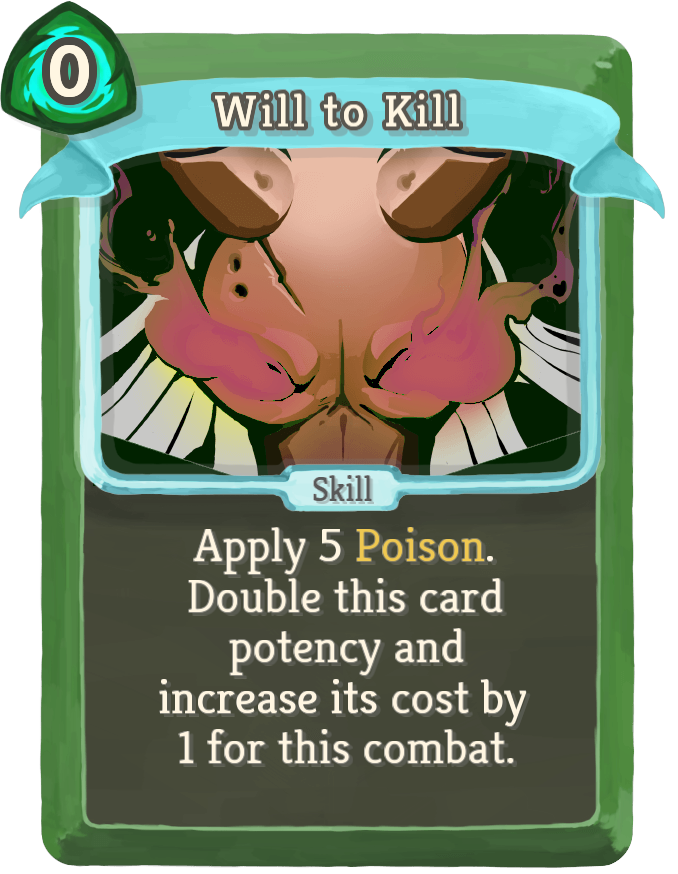 0
Will to Kill
Skill
Apply 5 Poison.
Double this card
potency and
increase its cost by
1 for this combat.